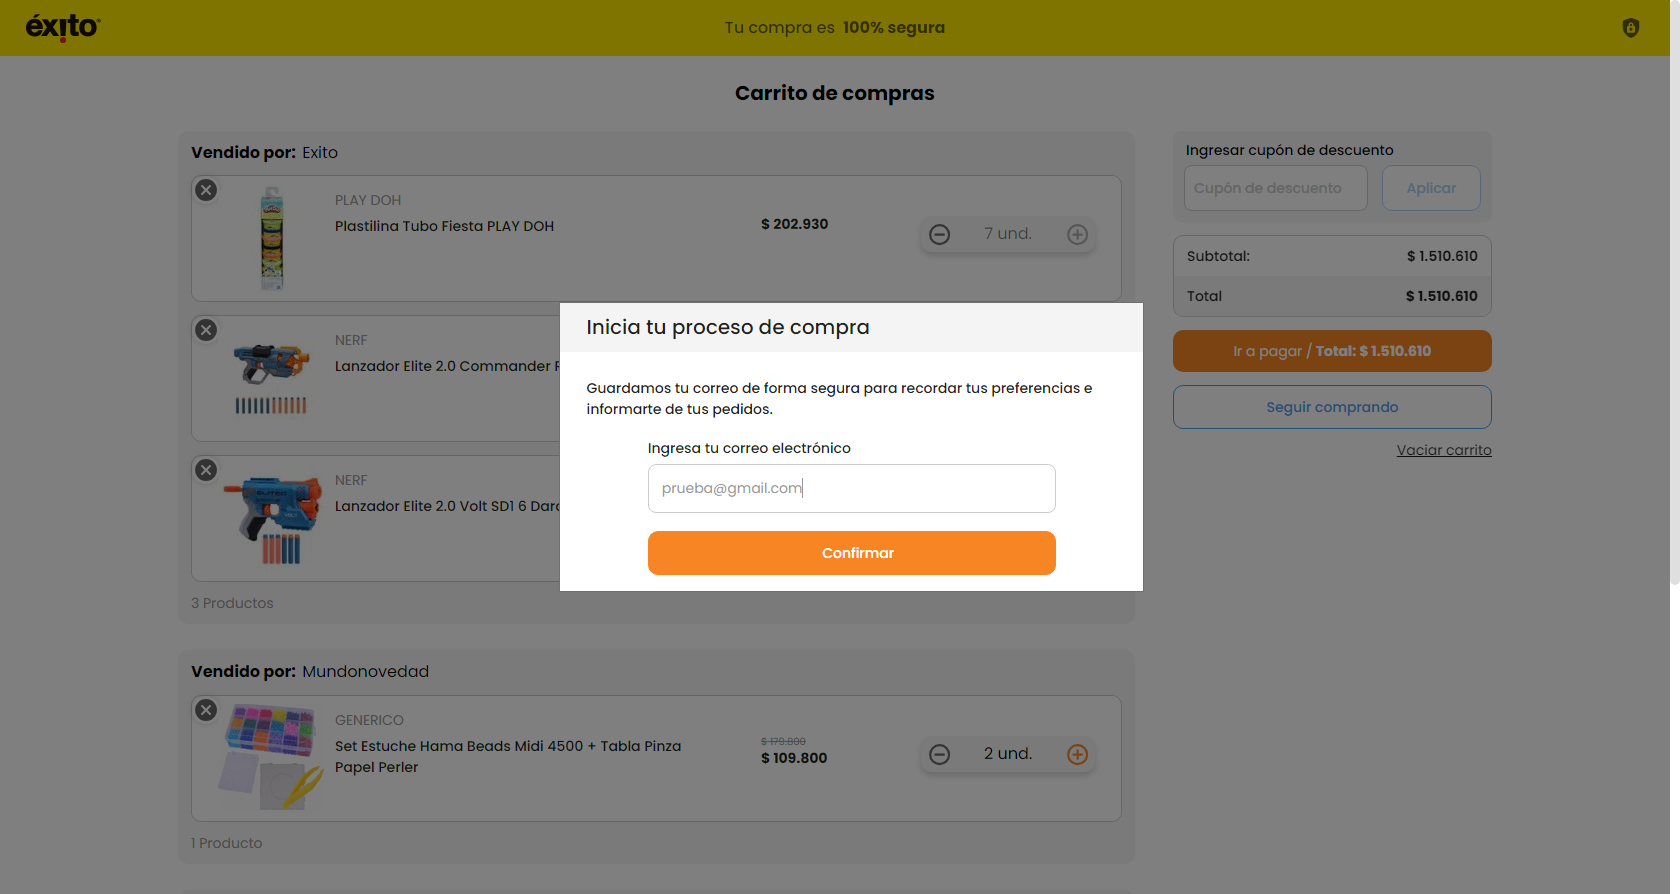 éxito
Tu compra es 100% segura
Carrito de compras
Vendido por: Exito
PLAY DOH
Plastilina Tubo Fiesta PLAY DOH
$ 202.930
7 und.
NERF
Lanzador Elite 2.0 Commander
NERF
Lanzador Elite 2.0 Volt SD1 6 Dard
3 Productos
Vendido por: Mundonovedad
GENERICO
Set Estuche Hama Beads Midi 4500 + Tabla Pinza
Papel Perler
$ 179.800
$ 109.800
2 und.
1 Producto
Ingresar cupón de descuento
Cupón de descuento
Aplicar
Subtotal: $ 1.510.610
Total $ 1.510.610
Ir a pagar / Total: $ 1.510.610
Seguir comprando
Vaciar carrito
Inicia tu proceso de compra
Guardamos tu correo de forma segura para recordar tus preferencias e
informarte de tus pedidos.
Ingresa tu correo electrónico
prueba@gmail.com
Confirmar